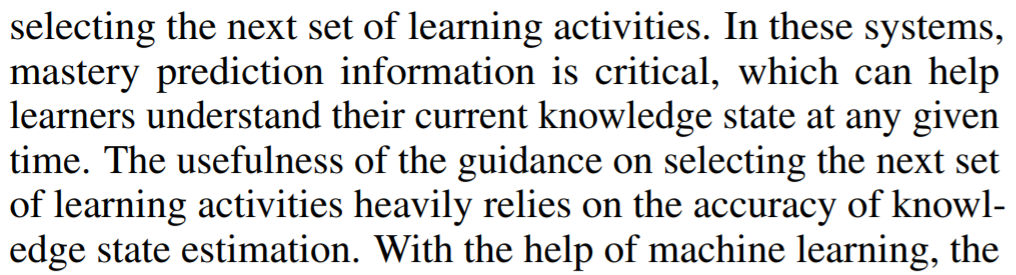 selecting the next set of learning activities. In these systems,
mastery prediction information is critical, which can help
learners understand their current knowledge state at any given
time. The usefulness of the guidance on selecting the next set
of learning activities heavily relies on the accuracy of knowl-
edge state estimation. With the help of machine learning, the